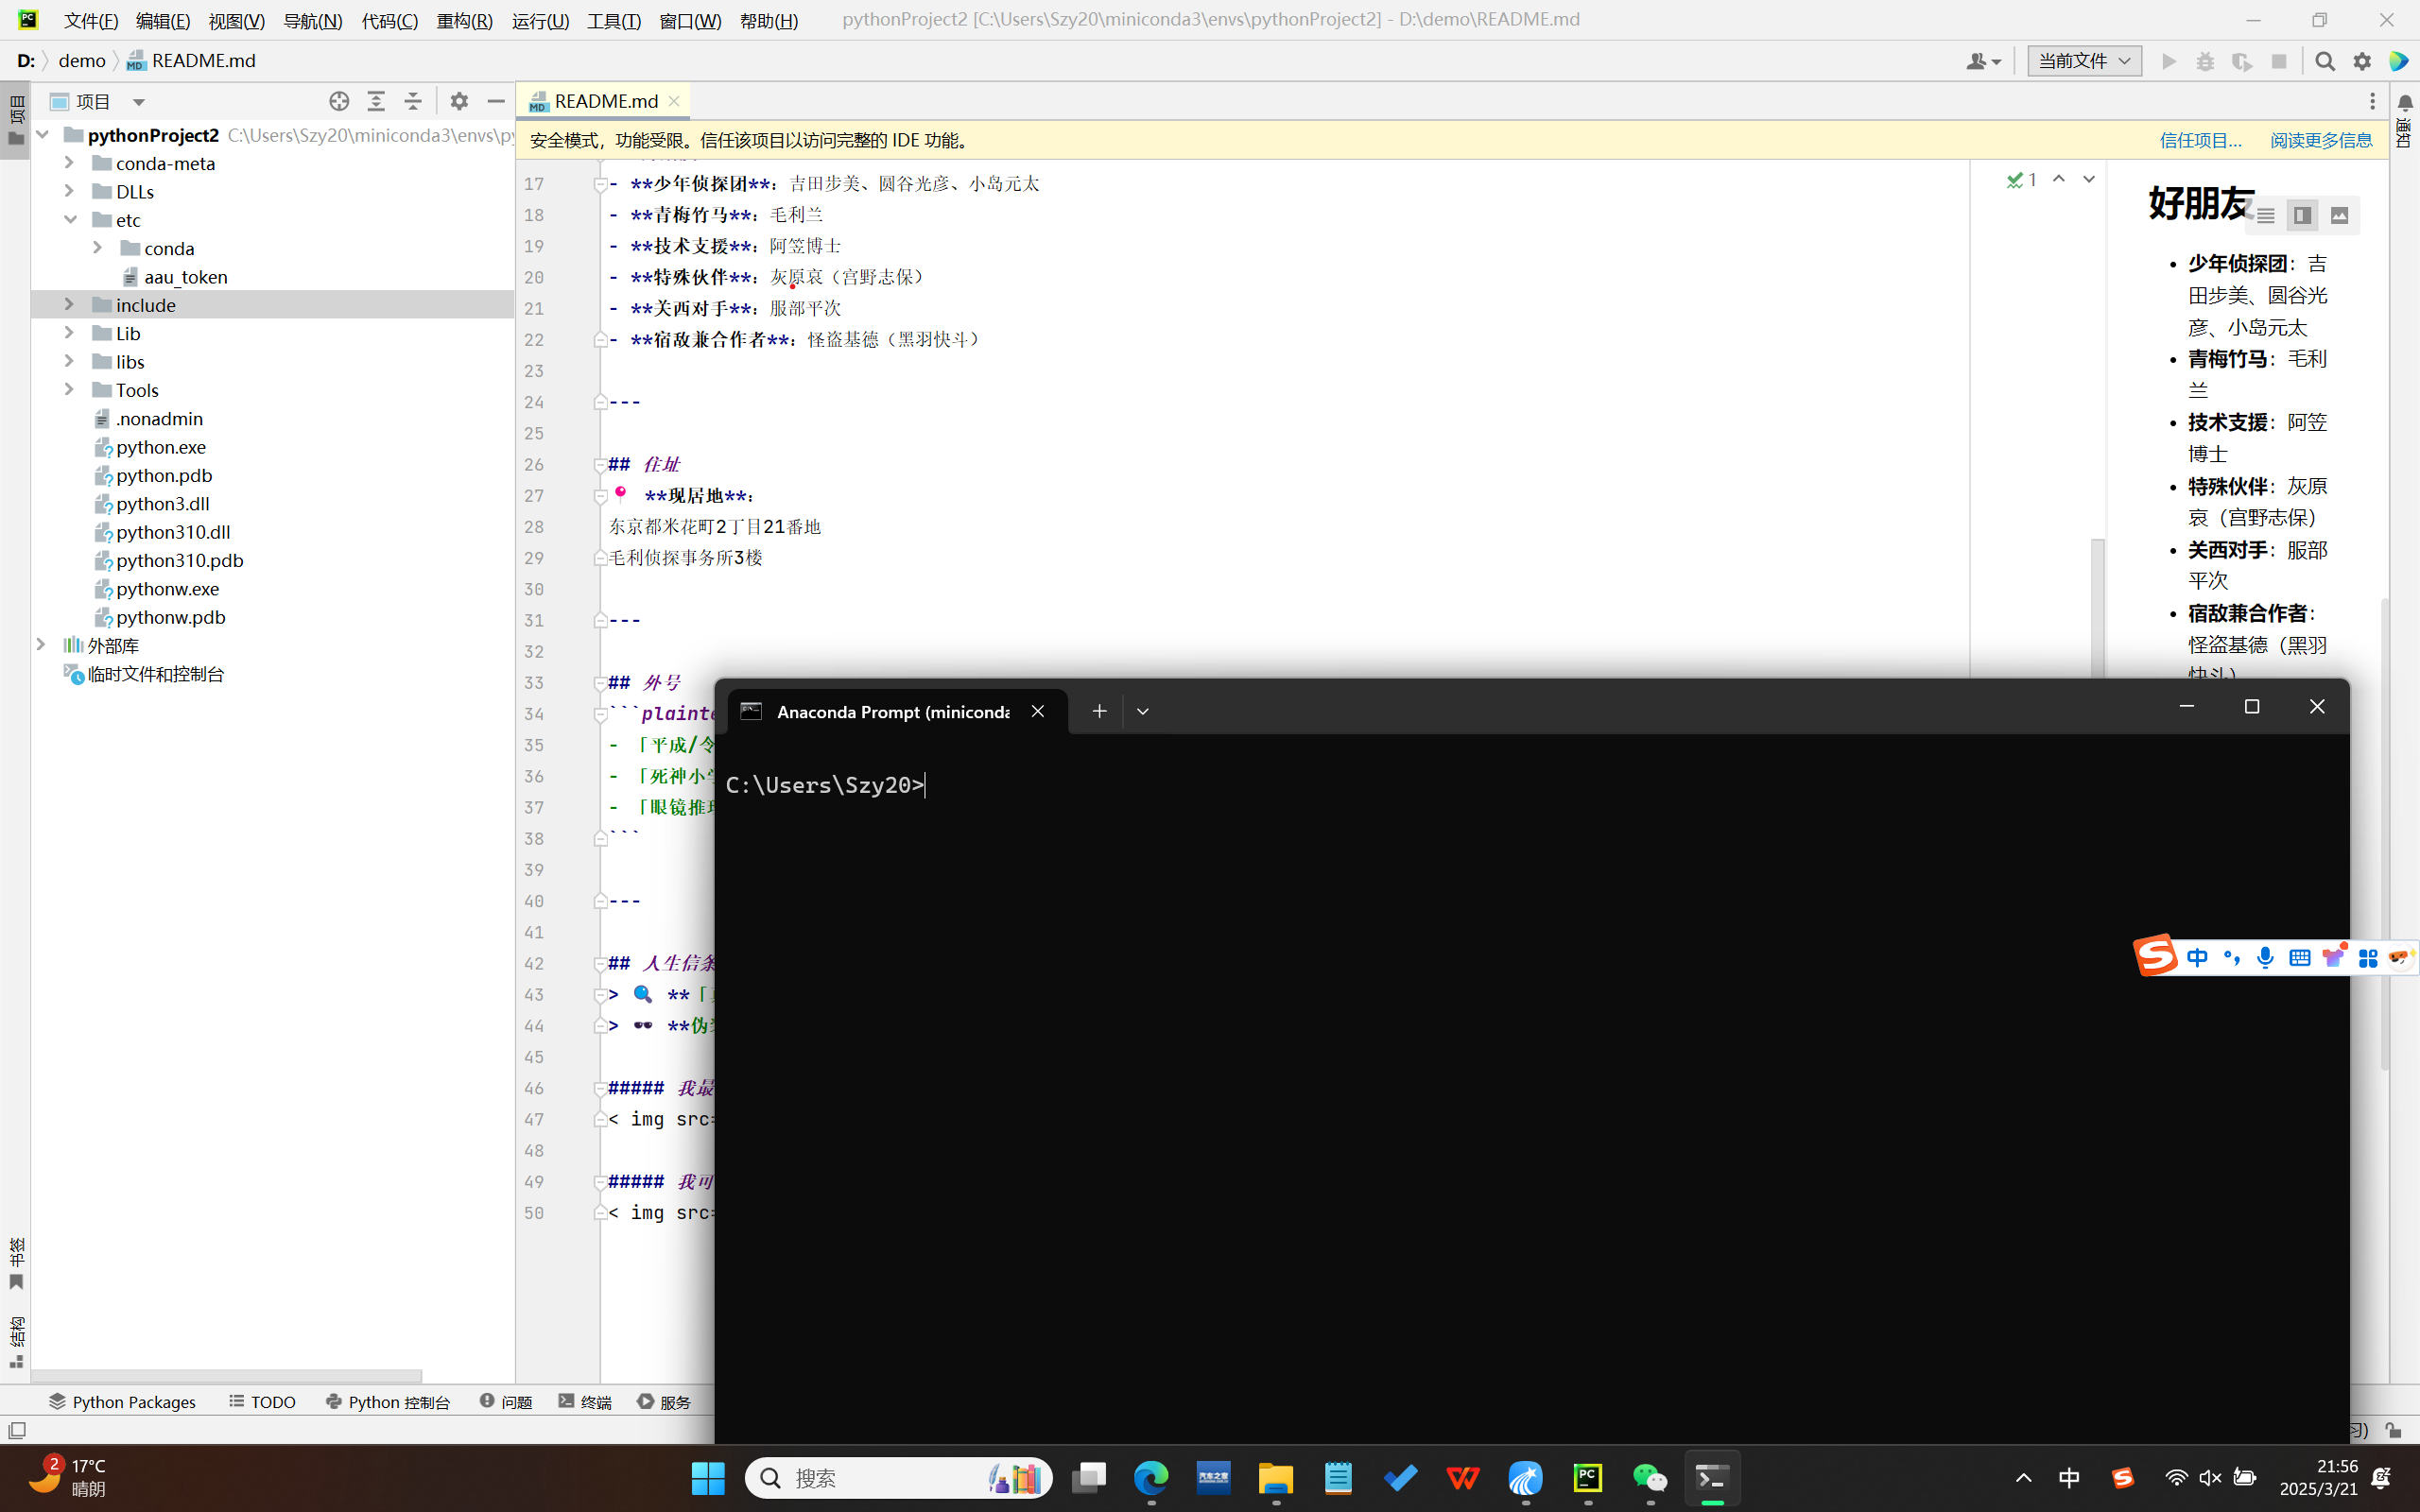 文件(F) 编辑(E) 视图(V) 导航(N) 代码(C) 重构(R) 运行(U) 工具(T) 窗口(W) 帮助(H) pythonProject2 [C:\Users\Szy20\miniconda3\envs\pythonProject2] - D:\demo\README.md
D: demo README.md
当前文件
项目
README.md
安全模式，功能受限。信任该项目以访问完整的 IDE 功能。 信任项目... 阅读更多信息
项目
通知
pythonProject2 C:\Users\Szy20\miniconda3\envs\py
conda-meta
DLLs
etc
conda
aau_token
include
Lib
libs
Tools
.nonadmin
python.exe
python.pdb
python3.dll
python310.dll
python310.pdb
pythonw.exe
pythonw.pdb
外部库
临时文件和控制台
17 - **少年侦探团**：吉田步美、圆谷光彦、小岛元太
18 - **青梅竹马**：毛利兰
19 - **技术支援**：阿笠博士
20 - **特殊伙伴**：灰原哀（宫野志保）
21 - **关西对手**：服部平次
22 - **宿敌兼合作者**：怪盗基德（黑羽快斗）
23
24 ---
25
26 ## 住址
27 📍 **现居地**：
28 东京都米花町2丁目21番地
29 毛利侦探事务所3楼
30
31 ---
32
33 ## 外号
34 ```plainte
35 - 「平成/令
36 - 「死神小学
37 - 「眼镜推理
38 ```
39
40 ---
41
42 ## 人生信条
43 > 🔍 **「
44 > 🕶️ **伪
45
46 ##### 我最
47 < img src=
48
49 ##### 我可
50 < img src=
1
好朋友
少年侦探团：吉
田步美、圆谷光
彦、小岛元太
青梅竹马：毛利
兰
技术支援：阿笠
博士
特殊伙伴：灰原
哀（宫野志保）
关西对手：服部
平次
宿敌兼合作者：
怪盗基德（黑羽
快斗）
Anaconda Prompt (miniconda
C:\Users\Szy20>
中
书签
结构
Python Packages TODO Python 控制台 问题 终端 服务
习)
2
17°C
晴朗
搜索
汽车之家
中
21:56
2025/3/21